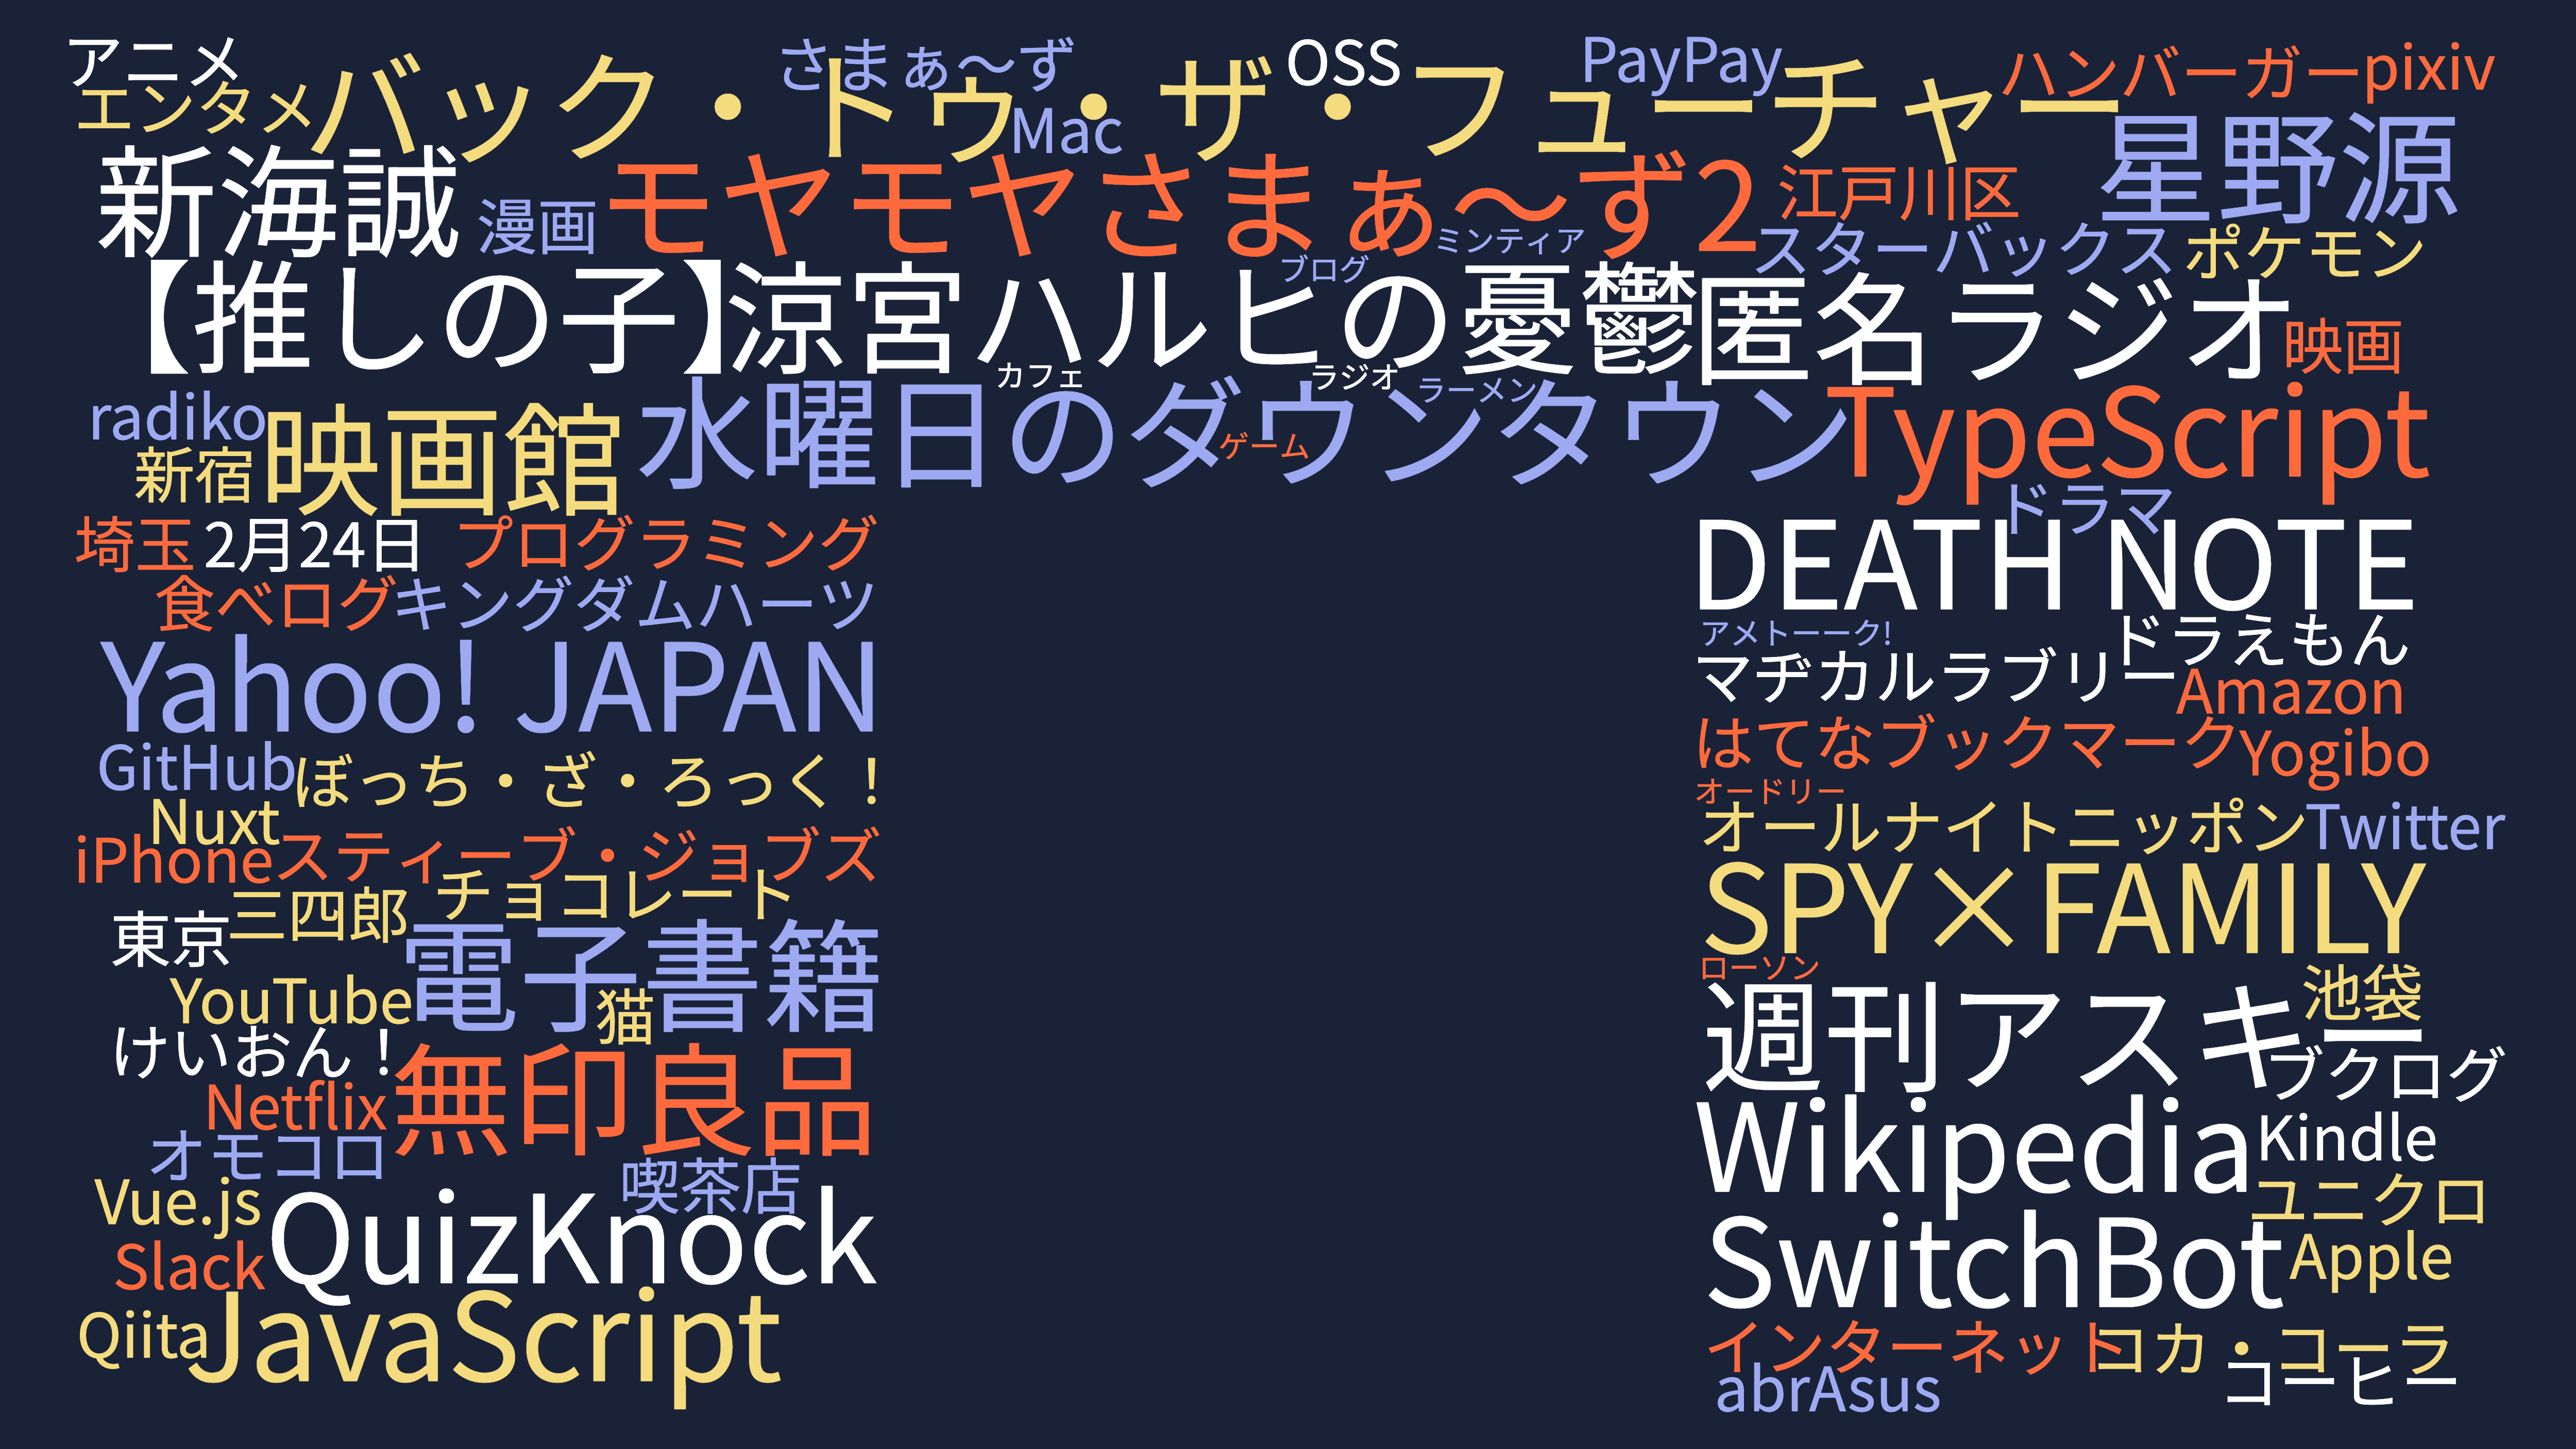 アニメ
さまぁ～ず
OSS
PayPay
ハンバーガー
pixiv
エンタメ
バック・トゥ・ザ・フューチャー
Mac
星野源
新海誠
漫画
モヤモヤさまぁ～ず2
江戸川区
ミンティア
スターバックス
ポケモン
ブログ
【推しの子】
涼宮ハルヒの憂鬱
匿名ラジオ
映画
カフェ
ラジオ
ラーメン
radiko
映画館
水曜日のダウンタウン
TypeScript
ゲーム
新宿
ドラマ
埼玉
2月24日
プログラミング
DEATH NOTE
食べログ
キングダムハーツ
アメトーーク!
ドラえもん
Yahoo! JAPAN
マヂカルラブリー
Amazon
はてなブックマーク
Yogibo
GitHub
ぼっち・ざ・ろっく！
オードリー
Nuxt
オールナイトニッポン
Twitter
iPhone
スティーブ・ジョブズ
チョコレート
SPY×FAMILY
三四郎
東京
ローソン
池袋
電子書籍
YouTube
猫
週刊アスキー
けいおん！
ブクログ
Netflix
無印良品
Wikipedia
Kindle
オモコロ
喫茶店
Vue.js
QuizKnock
ユニクロ
Slack
SwitchBot
Apple
Qiita
JavaScript
インターネット
コカ・コーラ
abrAsus
コーヒー